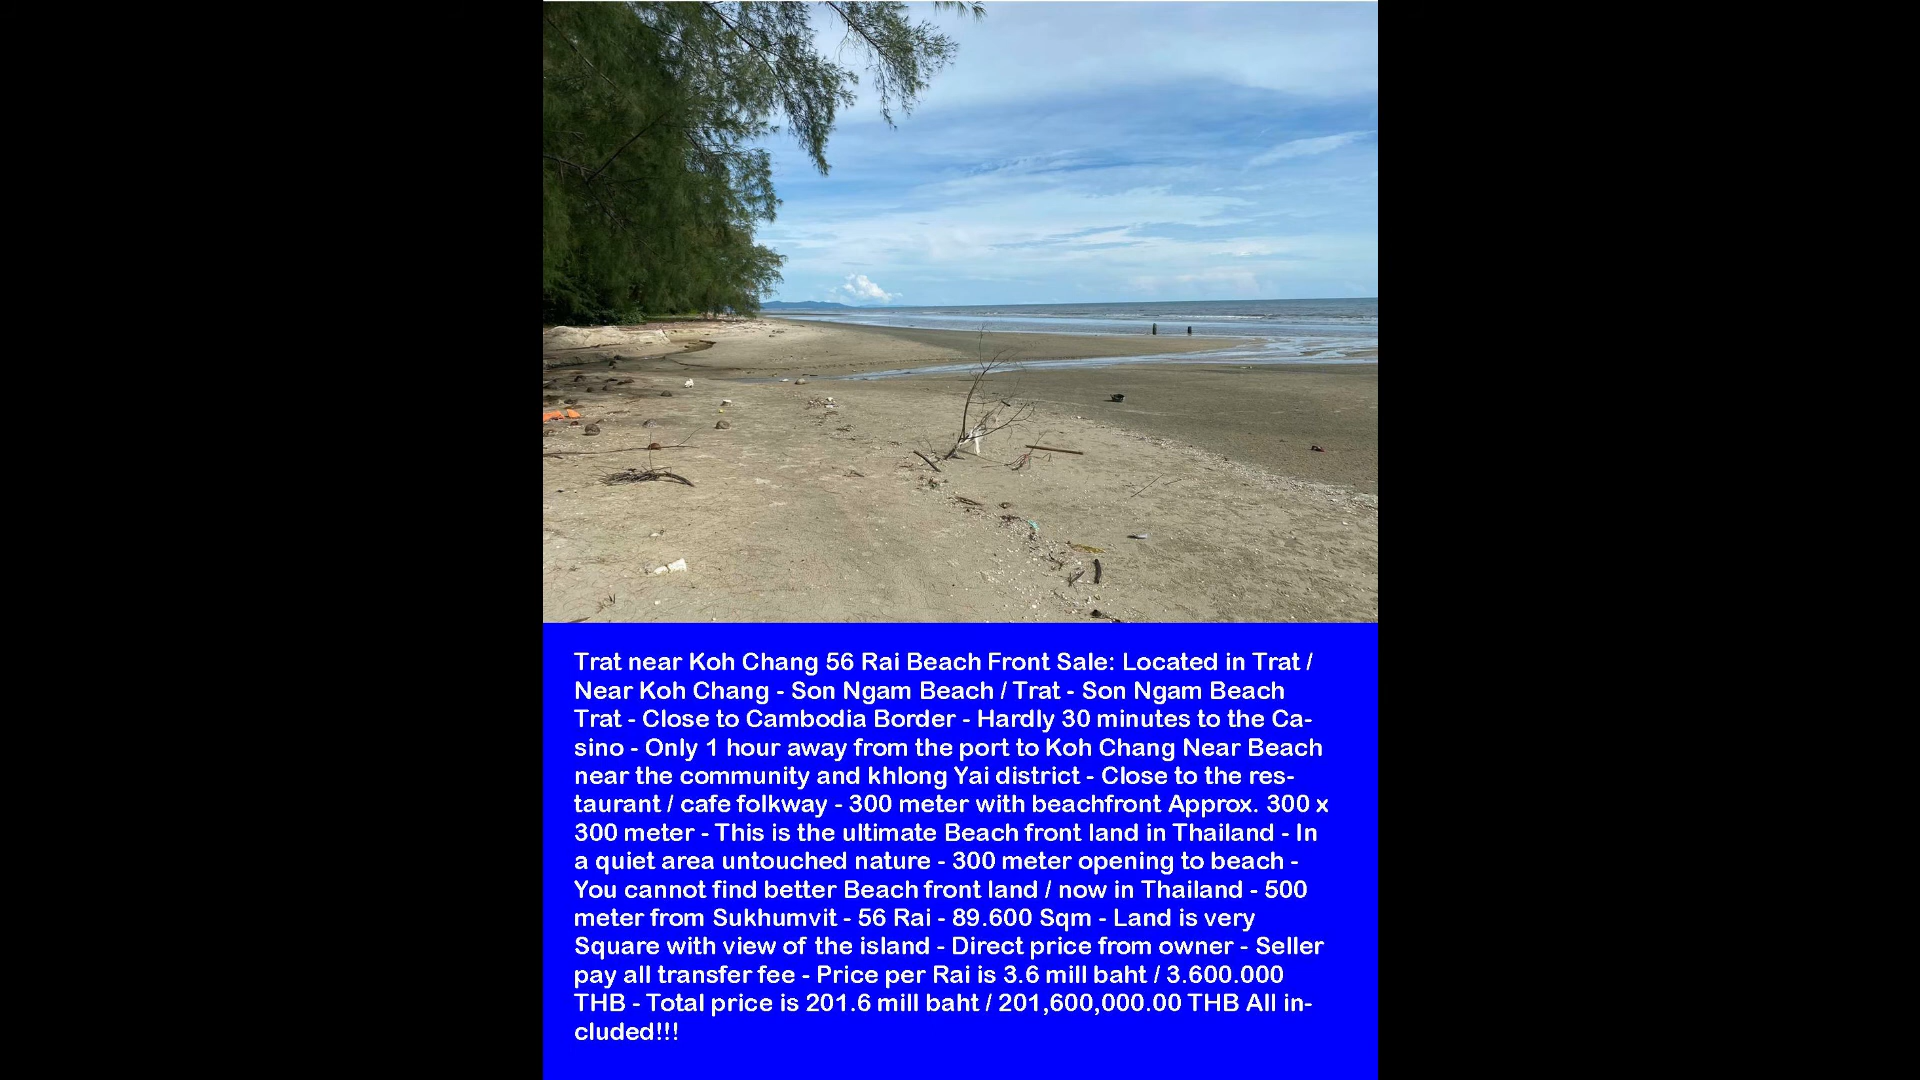 Trat near Koh Chang 56 Rai Beach Front Sale: Located in Trat /
Near Koh Chang - Son Ngam Beach / Trat - Son Ngam Beach
Trat - Close to Cambodia Border - Hardly 30 minutes to the Ca-
sino - Only 1 hour away from the port to Koh Chang Near Beach
near the community and khlong Yai district - Close to the res-
taurant / cafe folkway - 300 meter with beachfront Approx. 300 x
300 meter - This is the ultimate Beach front land in Thailand - In
a quiet area untouched nature - 300 meter opening to beach -
You cannot find better Beach front land / now in Thailand - 500
meter from Sukhumvit - 56 Rai - 89.600 Sqm - Land is very
Square with view of the island - Direct price from owner - Seller
pay all transfer fee - Price per Rai is 3.6 mill baht / 3.600.000
THB - Total price is 201.6 mill baht / 201,600,000.00 THB All in-
cluded!!!